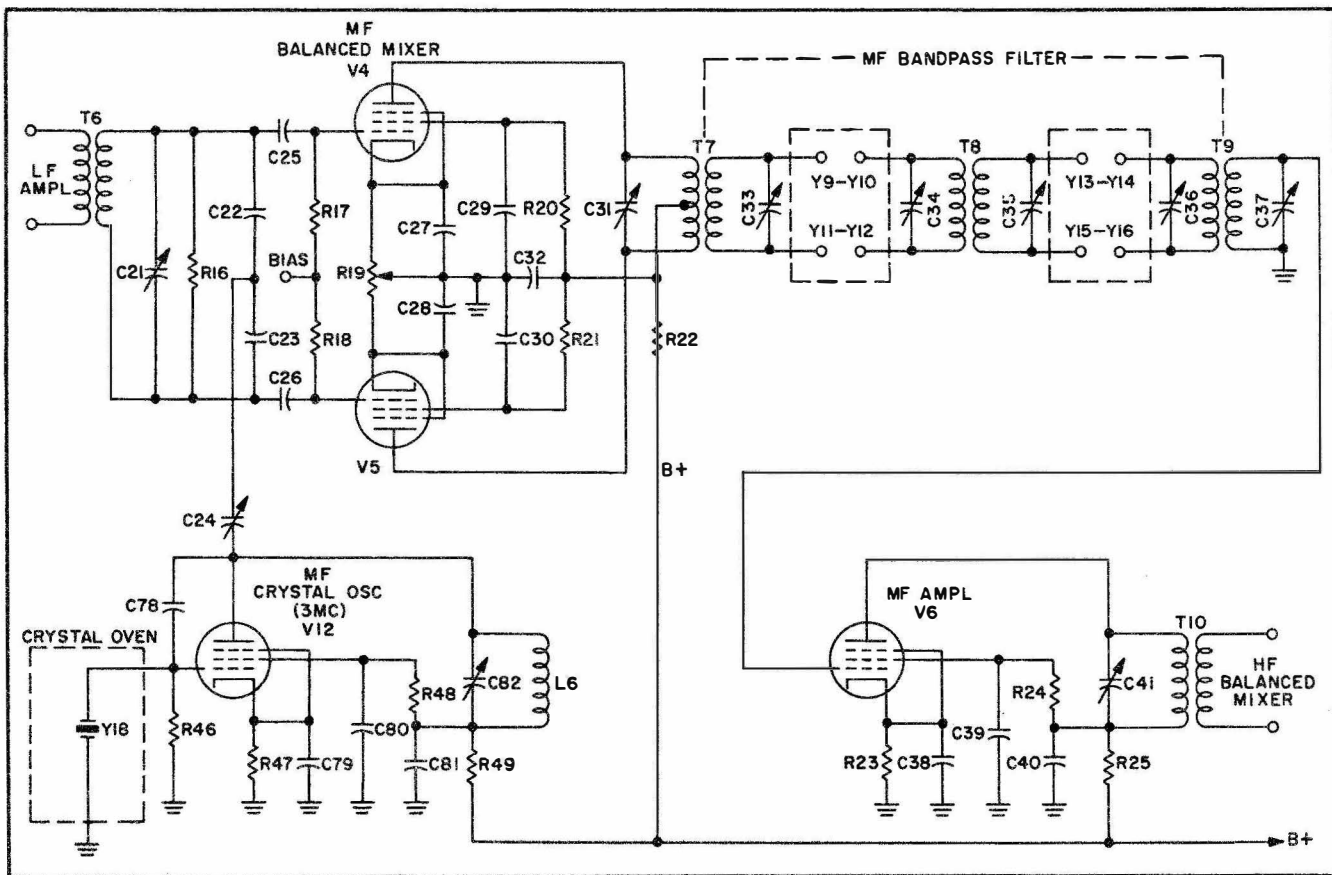 MF
BALANCED MIXER
V4
MF BANDPASS FILTER
T6
LF
AMPL
C21
R16
C22
C23
C25
C26
BIAS
R17
R18
R19
C27
C28
C29
C30
C32
R20
R21
C31
V5
T7
C33
Y9-Y10
Y11-Y12
C34
T8
C35
Y13-Y14
Y15-Y16
C36
T9
C37
R22
B+
C24
MF
CRYSTAL OSC
(3MC)
V12
C78
CRYSTAL OVEN
Y18
R46
R47
C79
C80
R48
C81
C82
R49
L6
MF AMPL
V6
R23
C38
C39
R24
C40
C41
R25
T10
HF
BALANCED
MIXER
B+